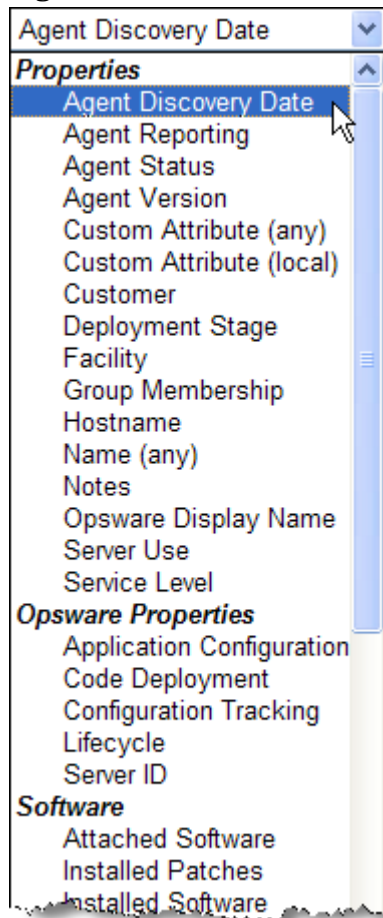 Agent Discovery Date
Properties
Agent Discovery Date
Agent Reporting
Agent Status
Agent Version
Custom Attribute (any)
Custom Attribute (local)
Customer
Deployment Stage
Facility
Group Membership
Hostname
Name (any)
Notes
Opsware Display Name
Server Use
Service Level
Opsware Properties
Application Configuration
Code Deployment
Configuration Tracking
Lifecycle
Server ID
Software
Attached Software
Installed Patches
Installed Software